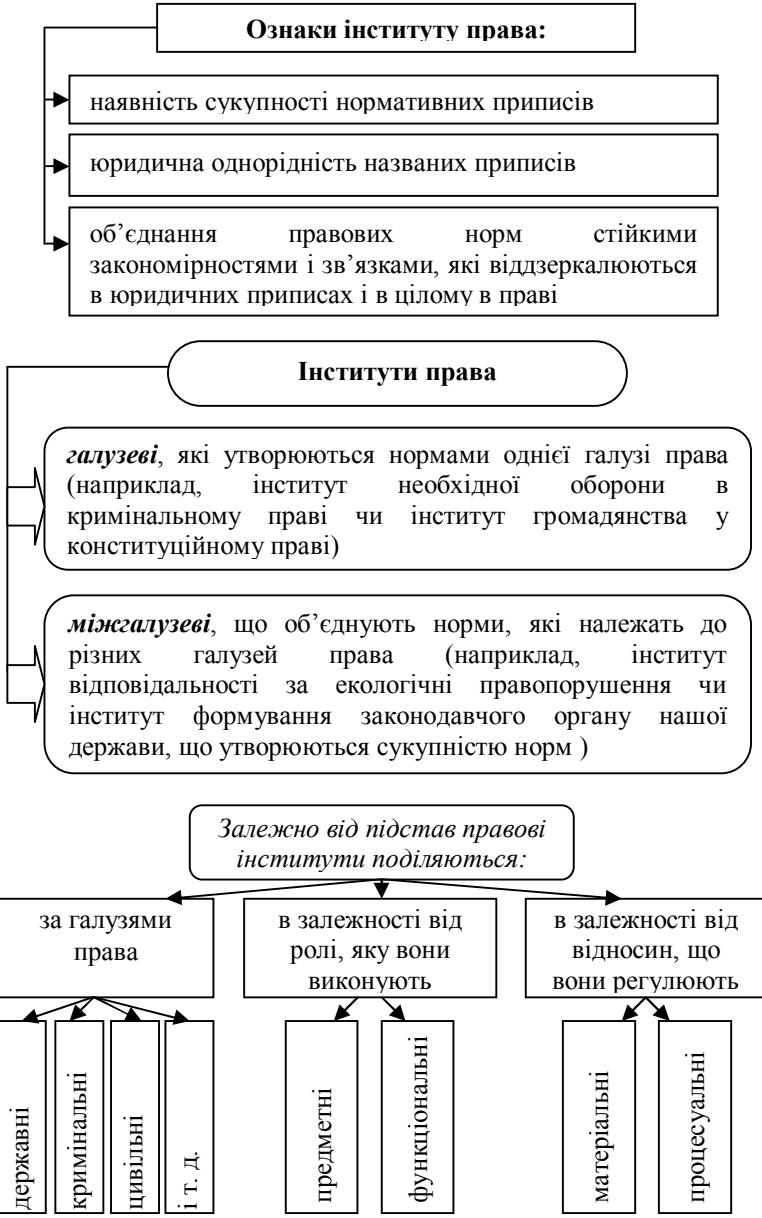 Ознаки інституту права:
наявність сукупності нормативних приписів
юридична однорідність названих приписів
об’єднання правових норм стійкими
закономірностями і зв’язками, які віддзеркалюються
в юридичних приписах і в цілому в праві
Інститути права
галузеві, які утворюються нормами однієї галузі права
(наприклад, інститут необхідної оборони в
кримінальному праві чи інститут громадянства у
конституційному праві)
міжгалузеві, що об’єднують норми, які належать до
різних галузей права (наприклад, інститут
відповідальності за екологічні правопорушення чи
інститут формування законодавчого органу нашої
держави, що утворюються сукупністю норм )
Залежно від підстав правові
інститути поділяються:
за галузями
права
в залежності від
ролі, яку вони
виконують
в залежності від
відносин, що
вони регулюють
державні
кримінальні
цивільні
і т. д.
предметні
функціональні
матеріальні
процесуальні